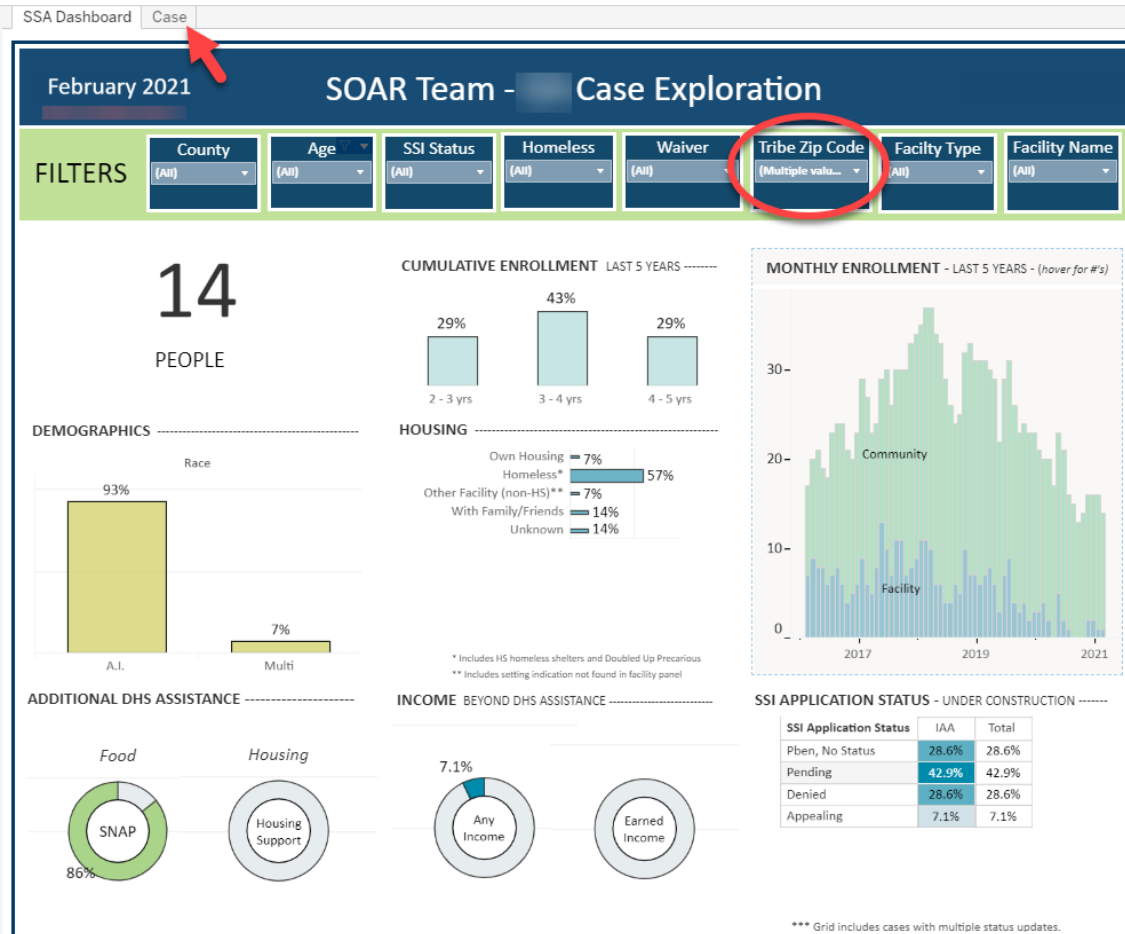 SSA Dashboard Case
February 2021 SOAR Team - Case Exploration
FILTERS
County
(All)
Age
(All)
SSI Status
(All)
Homeless
(All)
Waiver
(All)
Tribe Zip Code
(Multiple valu...
Facilty Type
(All)
Facility Name
(All)
14
PEOPLE
CUMULATIVE ENROLLMENT LAST 5 YEARS --------
29% 43% 29%
2 - 3 yrs 3 - 4 yrs 4 - 5 yrs
MONTHLY ENROLLMENT - LAST 5 YEARS - (hover for #'s)
30
20
10
0
Community
Facility
2017 2019 2021
DEMOGRAPHICS
Race
93% 7%
A.I. Multi
HOUSING
Own Housing 7%
Homeless* 57%
Other Facility (non-HS)** 7%
With Family/Friends 14%
Unknown 14%
* Includes HS homeless shelters and Doubled Up Precarious
** Includes setting indication not found in facility panel
ADDITIONAL DHS ASSISTANCE
Food Housing
SNAP
86%
Housing
Support
INCOME BEYOND DHS ASSISTANCE
7.1%
Any
Income
Earned
Income
SSI APPLICATION STATUS - UNDER CONSTRUCTION -------
SSI Application Status IAA Total
Pben, No Status 28.6% 28.6%
Pending 42.9% 42.9%
Denied 28.6% 28.6%
Appealing 7.1% 7.1%
*** Grid includes cases with multiple status updates.